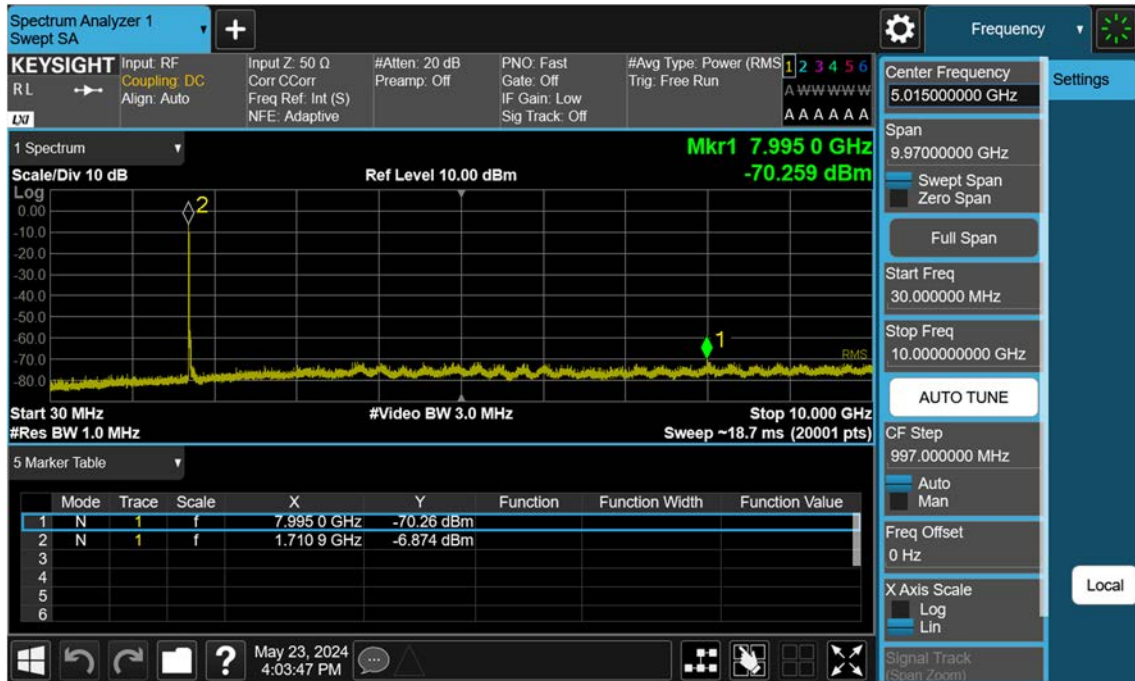 Spectrum Analyzer 1
Swept SA
+
Frequency
KEYSIGHT
Input: RF
Coupling: DC
Align: Auto
Input Z: 50 Ω
Corr CCorr
Freq Ref: Int (S)
NFE: Adaptive
#Atten: 20 dB
Preamp: Off
PNO: Fast
Gate: Off
IF Gain: Low
Sig Track: Off
#Avg Type: Power (RMS
Trig: Free Run
1 2 3 4 5 6
A W W W W W
A A A A A A
R L
LXI
1 Spectrum
Mkr1 7.995 0 GHz
-70.259 dBm
Scale/Div 10 dB
Ref Level 10.00 dBm
Log
0.00
-10.0
-20.0
-30.0
-40.0
-50.0
-60.0
-70.0
-80.0
2
1
RMS
Start 30 MHz
#Video BW 3.0 MHz
Stop 10.000 GHz
#Res BW 1.0 MHz
Sweep ~18.7 ms (20001 pts)
5 Marker Table
Mode Trace Scale X Y Function Function Width Function Value
1 N 1 f 7.995 0 GHz -70.26 dBm
2 N 1 f 1.710 9 GHz -6.874 dBm
3
4
5
6
?
May 23, 2024
4:03:47 PM
Center Frequency
5.015000000 GHz
Settings
Span
9.97000000 GHz
Swept Span
Zero Span
Full Span
Start Freq
30.000000 MHz
Stop Freq
10.000000000 GHz
AUTO TUNE
CF Step
997.000000 MHz
Auto
Man
Freq Offset
0 Hz
X Axis Scale
Log
Lin
Local
Signal Track
(Span Zoom)